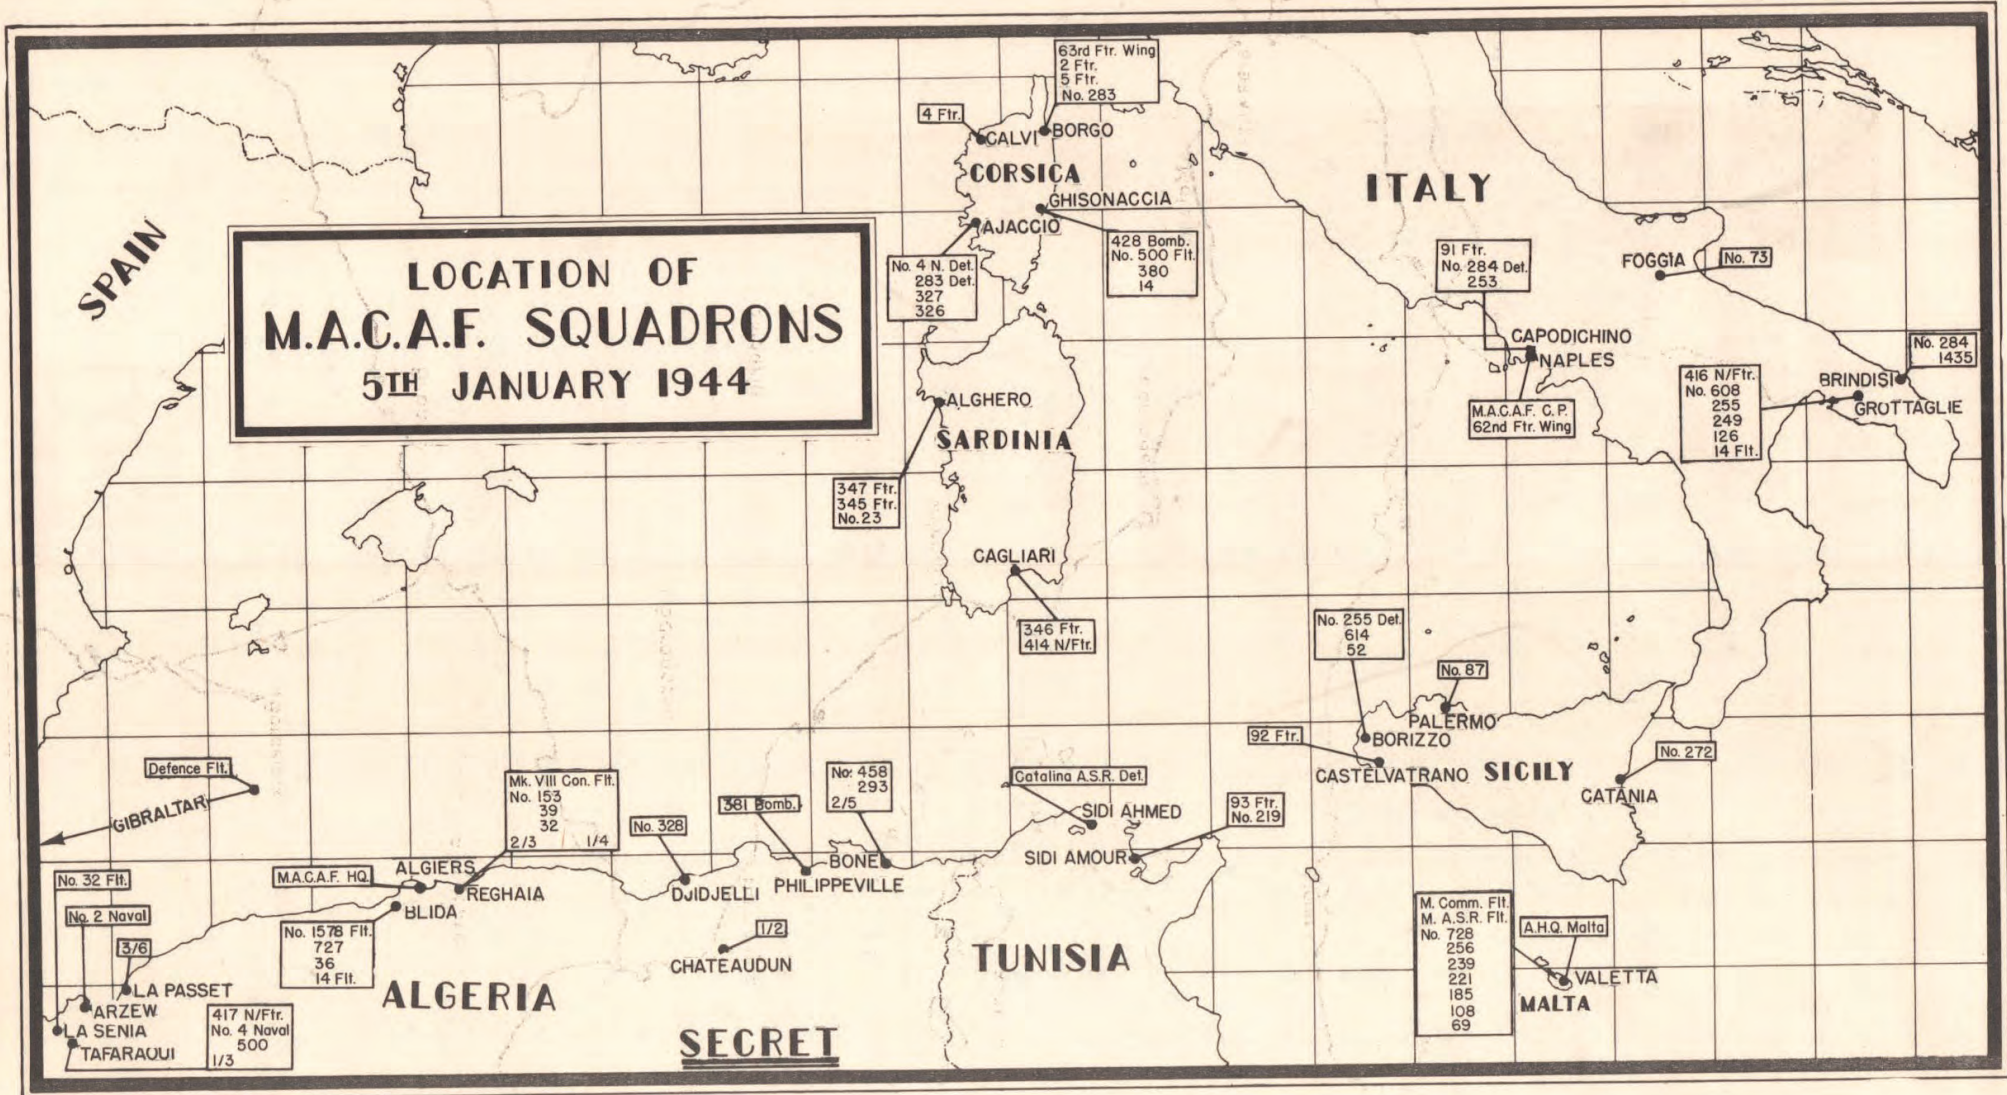 LOCATION OF
M.A.C.A.F. SQUADRONS
5TH JANUARY 1944
SPAIN
63rd Ftr. Wing
2 Ftr.
5 Ftr.
No. 283
4 Ftr.
CALVI
BORGO
CORSICA
GHISONACCIA
AJACCIO
No. 4 N. Det.
283 Det.
327
326
428 Bomb.
No. 500 Flt.
380
14
ITALY
91 Ftr.
No. 284 Det.
253
FOGGIA
No. 73
CAPODICHINO
NAPLES
M.A.C.A.F. C.P.
62nd Ftr. Wing
416 N/Ftr.
No. 608
255
249
126
14 Flt.
No. 284
1435
BRINDISI
GROTTAGLIE
ALGHERO
SARDINIA
347 Ftr.
345 Ftr.
No. 23
CAGLIARI
346 Ftr.
414 N/Ftr.
No. 255 Det.
614
52
No. 87
PALERMO
BORIZZO
92 Ftr.
CASTELVATRANO
SICILY
No. 272
CATANIA
Defence Flt.
GIBRALTAR
Mk. VIII Con. Flt.
No. 153
39
32
2/3 1/4
No. 328
381 Bomb.
No. 458
293
2/5
Catalina A.S.R. Det.
SIDI AHMED
93 Ftr.
No. 219
SIDI AMOUR
BONE
PHILIPPEVILLE
DJIDJELLI
ALGIERS
M.A.C.A.F. HQ.
REGHAIA
BLIDA
No. 32 Flt.
No. 2 Naval
3/6
No. 1578 Flt.
727
36
14 Flt.
1/2
CHATEAUDUN
LA PASSET
ARZEW
LA SENIA
TAFARAOUI
417 N/Ftr.
No. 4 Naval
500
1/3
ALGERIA
TUNISIA
M. Comm. Flt.
M. A.S.R. Flt.
No. 728
256
239
221
185
108
69
A.H.Q. Malta
VALETTA
MALTA
SECRET